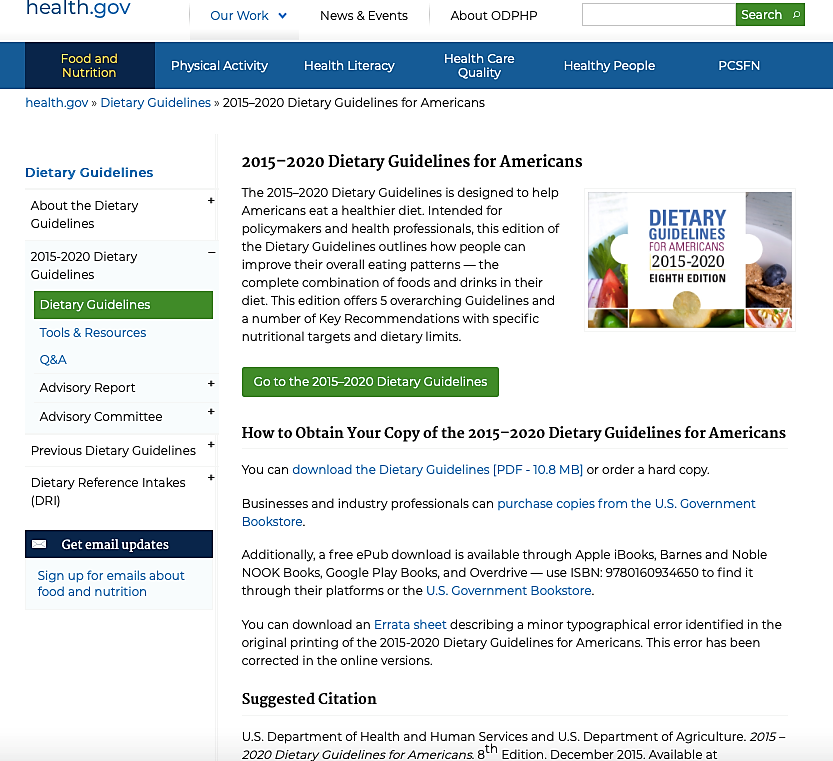 health.gov
Our Work
News & Events
About ODPHP
Search
Food and
Nutrition
Physical Activity
Health Literacy
Health Care
Quality
Healthy People
PCSFN
health.gov » Dietary Guidelines » 2015–2020 Dietary Guidelines for Americans
Dietary Guidelines
About the Dietary +
Guidelines
2015-2020 Dietary –
Guidelines
Dietary Guidelines
Tools & Resources
Q&A
Advisory Report +
Advisory Committee +
Previous Dietary Guidelines +
Dietary Reference Intakes +
(DRI)
Get email updates
Sign up for emails about
food and nutrition
2015–2020 Dietary Guidelines for Americans
The 2015–2020 Dietary Guidelines is designed to help
Americans eat a healthier diet. Intended for
policymakers and health professionals, this edition of
the Dietary Guidelines outlines how people can
improve their overall eating patterns — the
complete combination of foods and drinks in their
diet. This edition offers 5 overarching Guidelines and
a number of Key Recommendations with specific
nutritional targets and dietary limits.
DIETARY
GUIDELINES
FOR AMERICANS
2015-2020
EIGHTH EDITION
Go to the 2015–2020 Dietary Guidelines
How to Obtain Your Copy of the 2015–2020 Dietary Guidelines for Americans
You can download the Dietary Guidelines [PDF - 10.8 MB] or order a hard copy.
Businesses and industry professionals can purchase copies from the U.S. Government
Bookstore.
Additionally, a free ePub download is available through Apple iBooks, Barnes and Noble
NOOK Books, Google Play Books, and Overdrive — use ISBN: 9780160934650 to find it
through their platforms or the U.S. Government Bookstore.
You can download an Errata sheet describing a minor typographical error identified in the
original printing of the 2015-2020 Dietary Guidelines for Americans. This error has been
corrected in the online versions.
Suggested Citation
U.S. Department of Health and Human Services and U.S. Department of Agriculture. 2015 –
2020 Dietary Guidelines for Americans. 8th Edition. December 2015. Available at